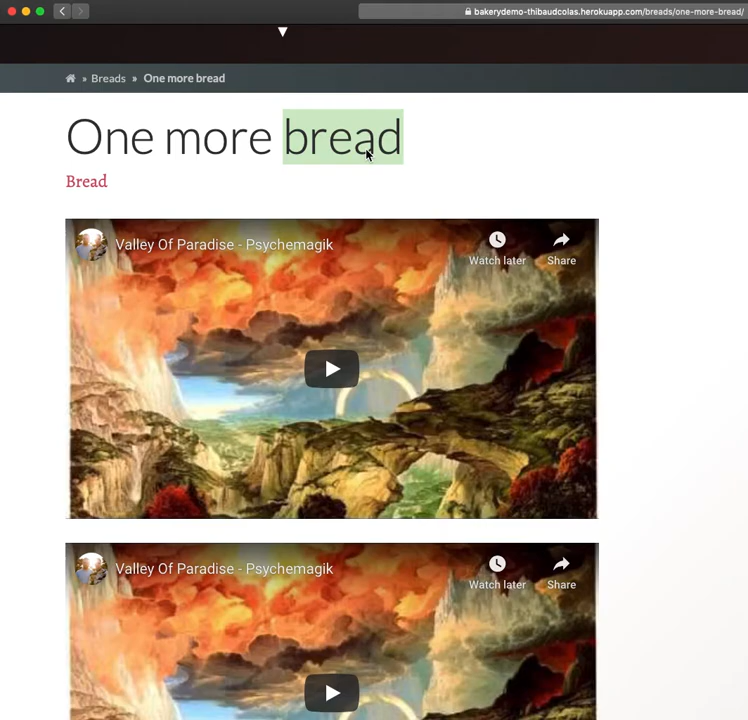 bakerydemo-thibaudcolas.herokuapp.com/breads/one-more-bread/
» Breads » One more bread
One more bread
Bread
Valley Of Paradise - Psychemagik
Watch later Share
Valley Of Paradise - Psychemagik
Watch later Share